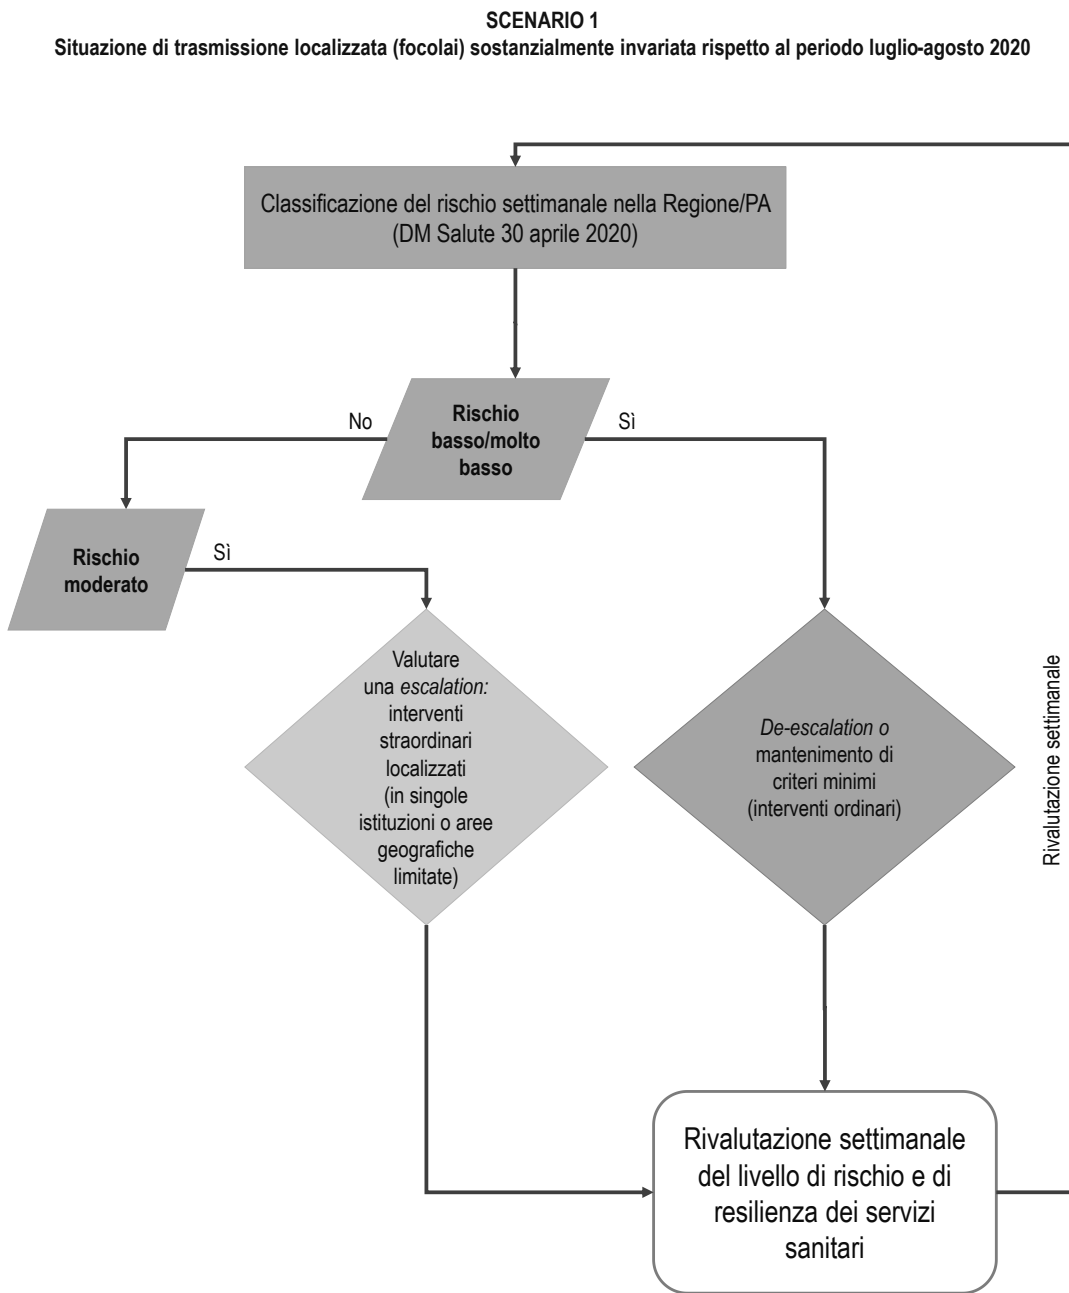 SCENARIO 1
Situazione di trasmissione localizzata (focolai) sostanzialmente invariata rispetto al periodo luglio-agosto 2020
Classificazione del rischio settimanale nella Regione/PA
(DM Salute 30 aprile 2020)
Rischio
basso/molto
basso
No
Sì
Rischio
moderato
Sì
Valutare
una escalation:
interventi
straordinari
localizzati
(in singole
istituzioni o aree
geografiche
limitate)
De-escalation o
mantenimento di
criteri minimi
(interventi ordinari)
Rivalutazione settimanale
Rivalutazione settimanale
del livello di rischio e di
resilienza dei servizi
sanitari